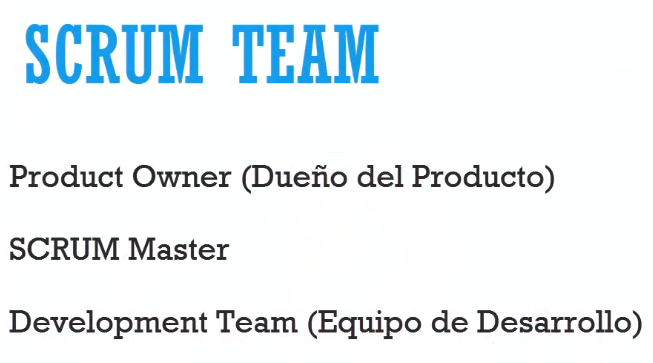 SCRUM TEAM
Product Owner (Dueño del Producto)
SCRUM Master
Development Team (Equipo de Desarrollo)